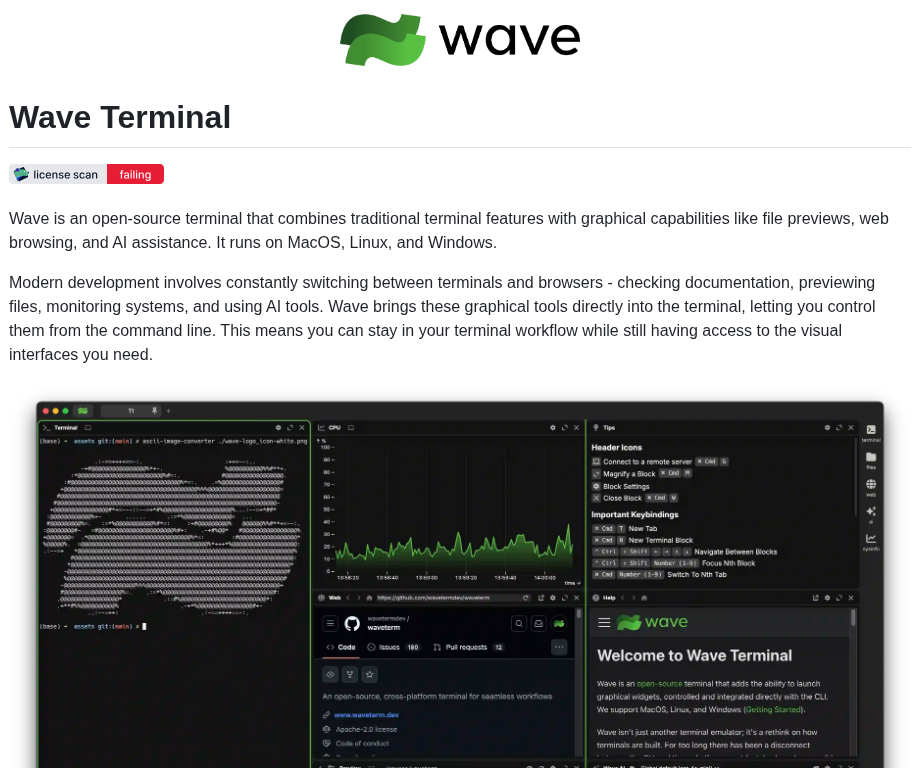 wave
Wave Terminal
license scan failing
Wave is an open-source terminal that combines traditional terminal features with graphical capabilities like file previews, web
browsing, and AI assistance. It runs on MacOS, Linux, and Windows.
Modern development involves constantly switching between terminals and browsers - checking documentation, previewing
files, monitoring systems, and using AI tools. Wave brings these graphical tools directly into the terminal, letting you control
them from the command line. This means you can stay in your terminal workflow while still having access to the visual
interfaces you need.
T1
Terminal
(base) → assets git:(main) ✗ ascii-image-converter ./wave-logo_icon-white.png
(base) → assets git:(main) ✗
CPU
%
100
90
80
70
60
50
40
30
20
10
0
13:58:20 13:58:40 13:59:00 13:59:20 13:59:40 14:00:00
time →
Web https://github.com/wavetermdev/waveterm
wavetermdev /
waveterm
Code Issues 180 Pull requests 12
An open-source, cross-platform terminal for seamless workflows
www.waveterm.dev
Apache-2.0 license
Code of conduct
Tips
Header Icons
Connect to a remote server ⌘ Cmd G
Magnify a Block ⌘ Cmd M
Block Settings
Close Block ⌘ Cmd W
Important Keybindings
⌘ Cmd T New Tab
⌘ Cmd N New Terminal Block
⌃ Ctrl ⇧ Shift ← → ↑ ↓ Navigate Between Blocks
⌃ Ctrl ⇧ Shift Number (1-9) Focus Nth Block
⌘ Cmd Number (1-9) Switch To Nth Tab
Help
wave
Welcome to Wave Terminal
Wave is an open-source terminal that adds the ability to launch
graphical widgets, controlled and integrated directly with the CLI.
We support MacOS, Linux, and Windows (Getting Started).
Wave isn't just another terminal emulator; it's a rethink on how
terminals are built. For too long there has been a disconnect
terminal
files
web
ai
sysinfo